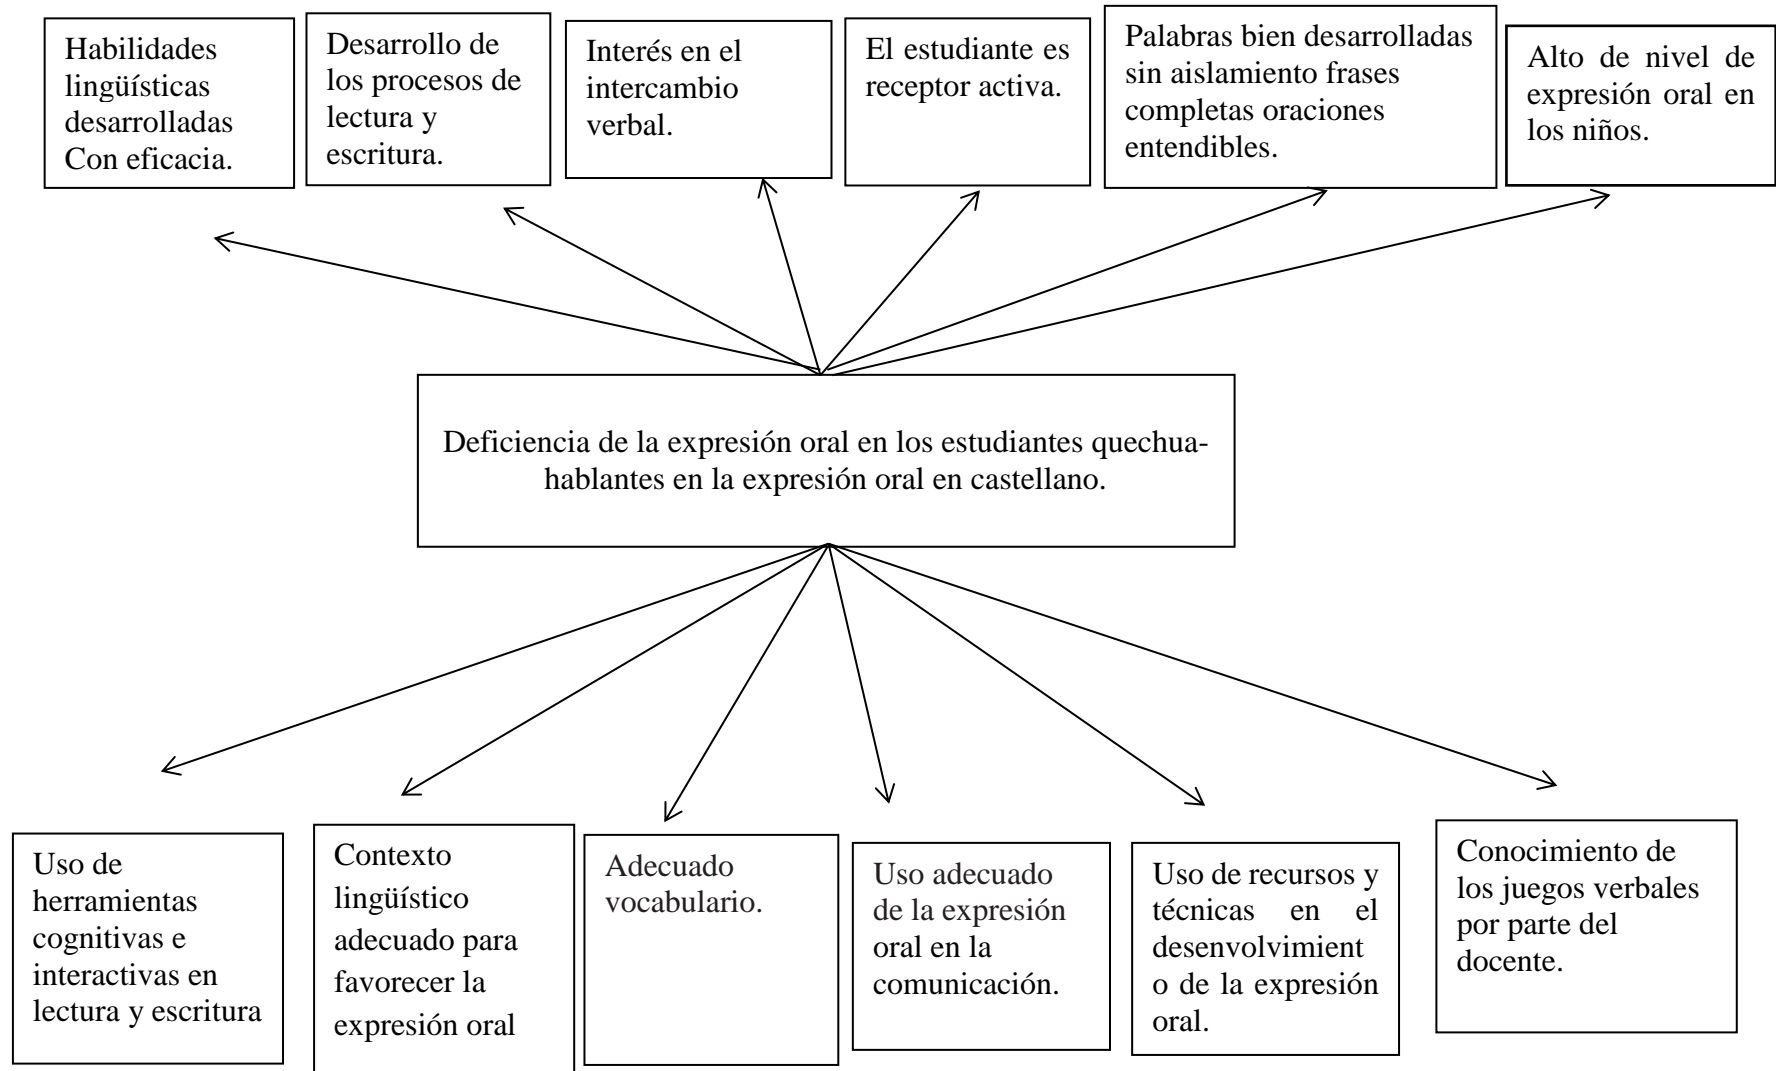 Habilidades
lingüísticas
desarrolladas
Con eficacia.
Desarrollo de
los procesos de
lectura y
escritura.
Interés en el
intercambio
verbal.
El estudiante es
receptor activa.
Palabras bien desarrolladas
sin aislamiento frases
completas oraciones
entendibles.
Alto de nivel de
expresión oral en
los niños.
Deficiencia de la expresión oral en los estudiantes quechua-
hablantes en la expresión oral en castellano.
Uso de
herramientas
cognitivas e
interactivas en
lectura y escritura
Contexto
lingüístico
adecuado para
favorecer la
expresión oral
Adecuado
vocabulario.
Uso adecuado
de la expresión
oral en la
comunicación.
Uso de recursos y
técnicas en el
desenvolvimient
o de la expresión
oral.
Conocimiento de
los juegos verbales
por parte del
docente.